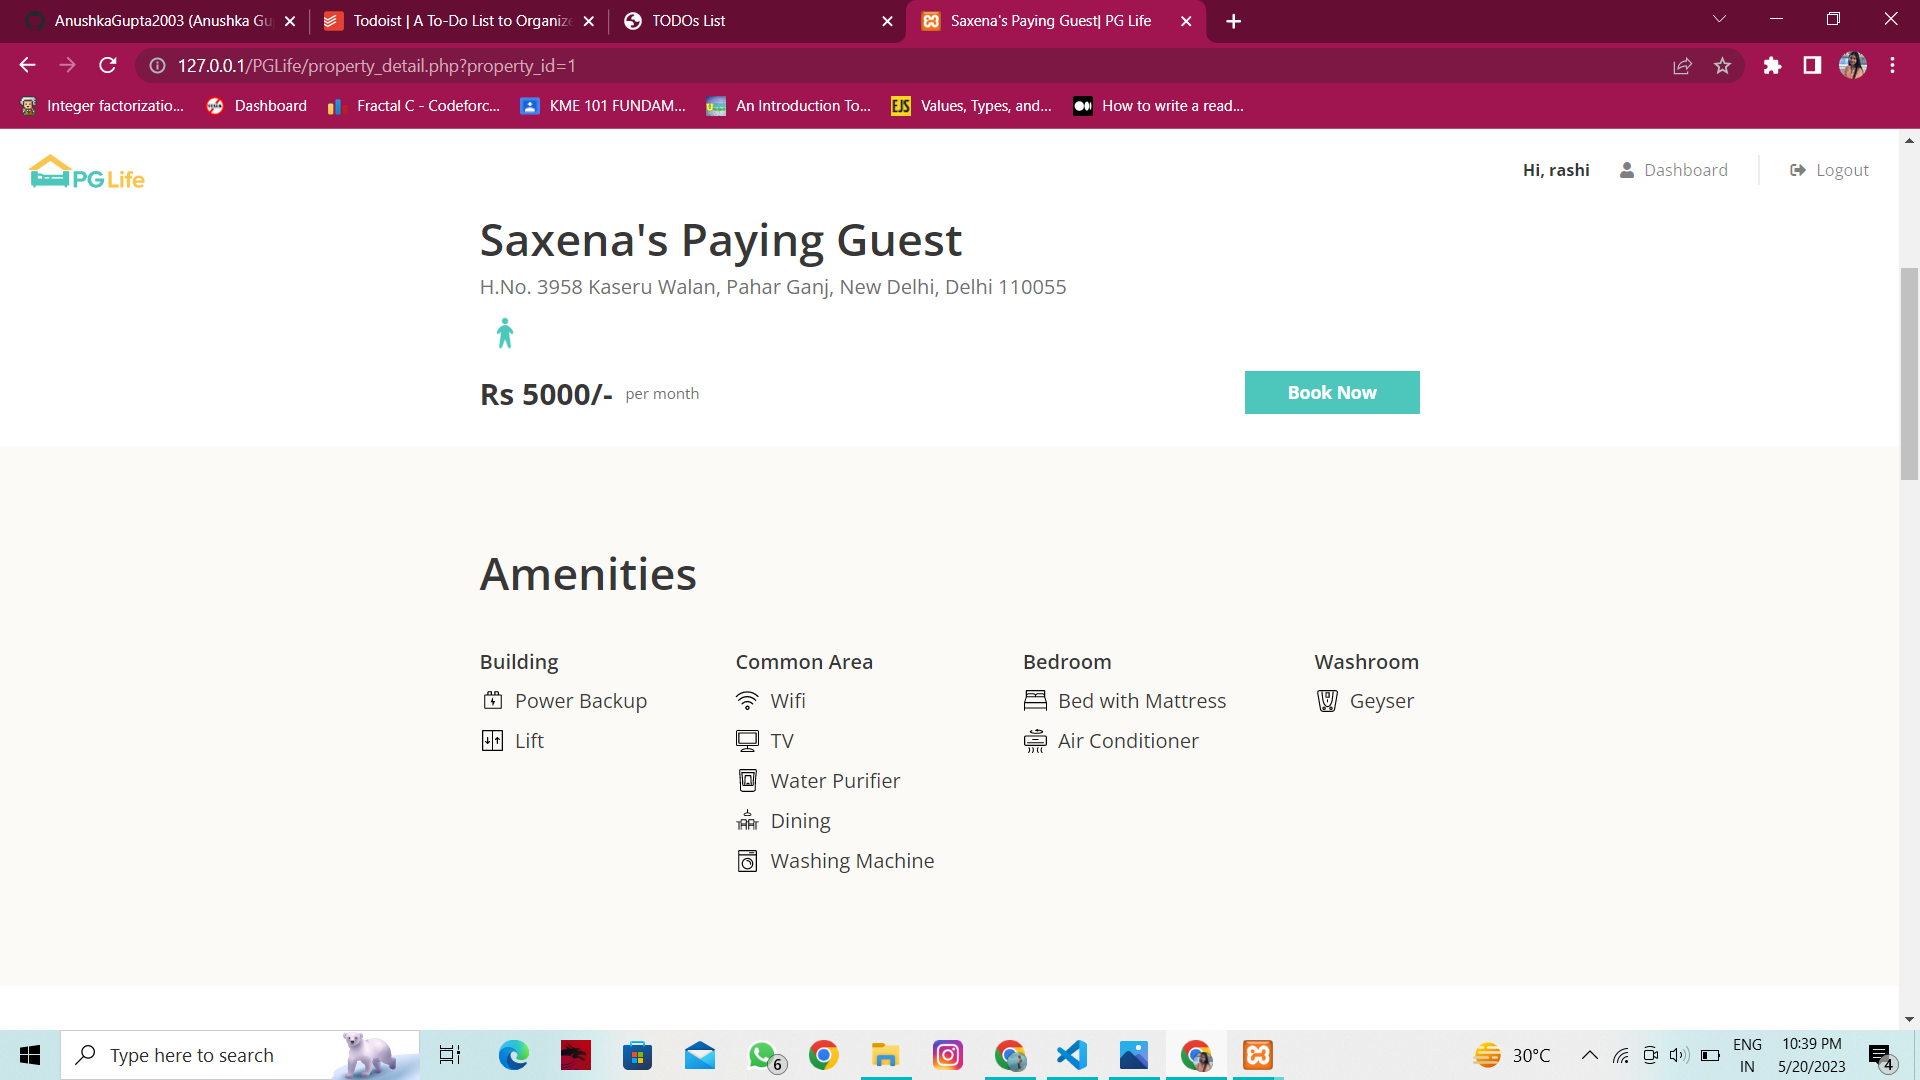 AnushkaGupta2003 (Anushka Gu
Todoist | A To-Do List to Organize
TODOs List
Saxena's Paying Guest| PG Life
127.0.0.1/PGLife/property_detail.php?property_id=1
Integer factorizatio...
Dashboard
Fractal C - Codeforc...
KME 101 FUNDAM...
An Introduction To...
EJS
Values, Types, and...
How to write a read...
PG Life
Hi, rashi
Dashboard
Logout
Saxena's Paying Guest
H.No. 3958 Kaseru Walan, Pahar Ganj, New Delhi, Delhi 110055
Rs 5000/- per month
Book Now
Amenities
Building
Power Backup
Lift
Common Area
Wifi
TV
Water Purifier
Dining
Washing Machine
Bedroom
Bed with Mattress
Air Conditioner
Washroom
Geyser
Type here to search
6
30°C
ENG
IN
10:39 PM
5/20/2023
4